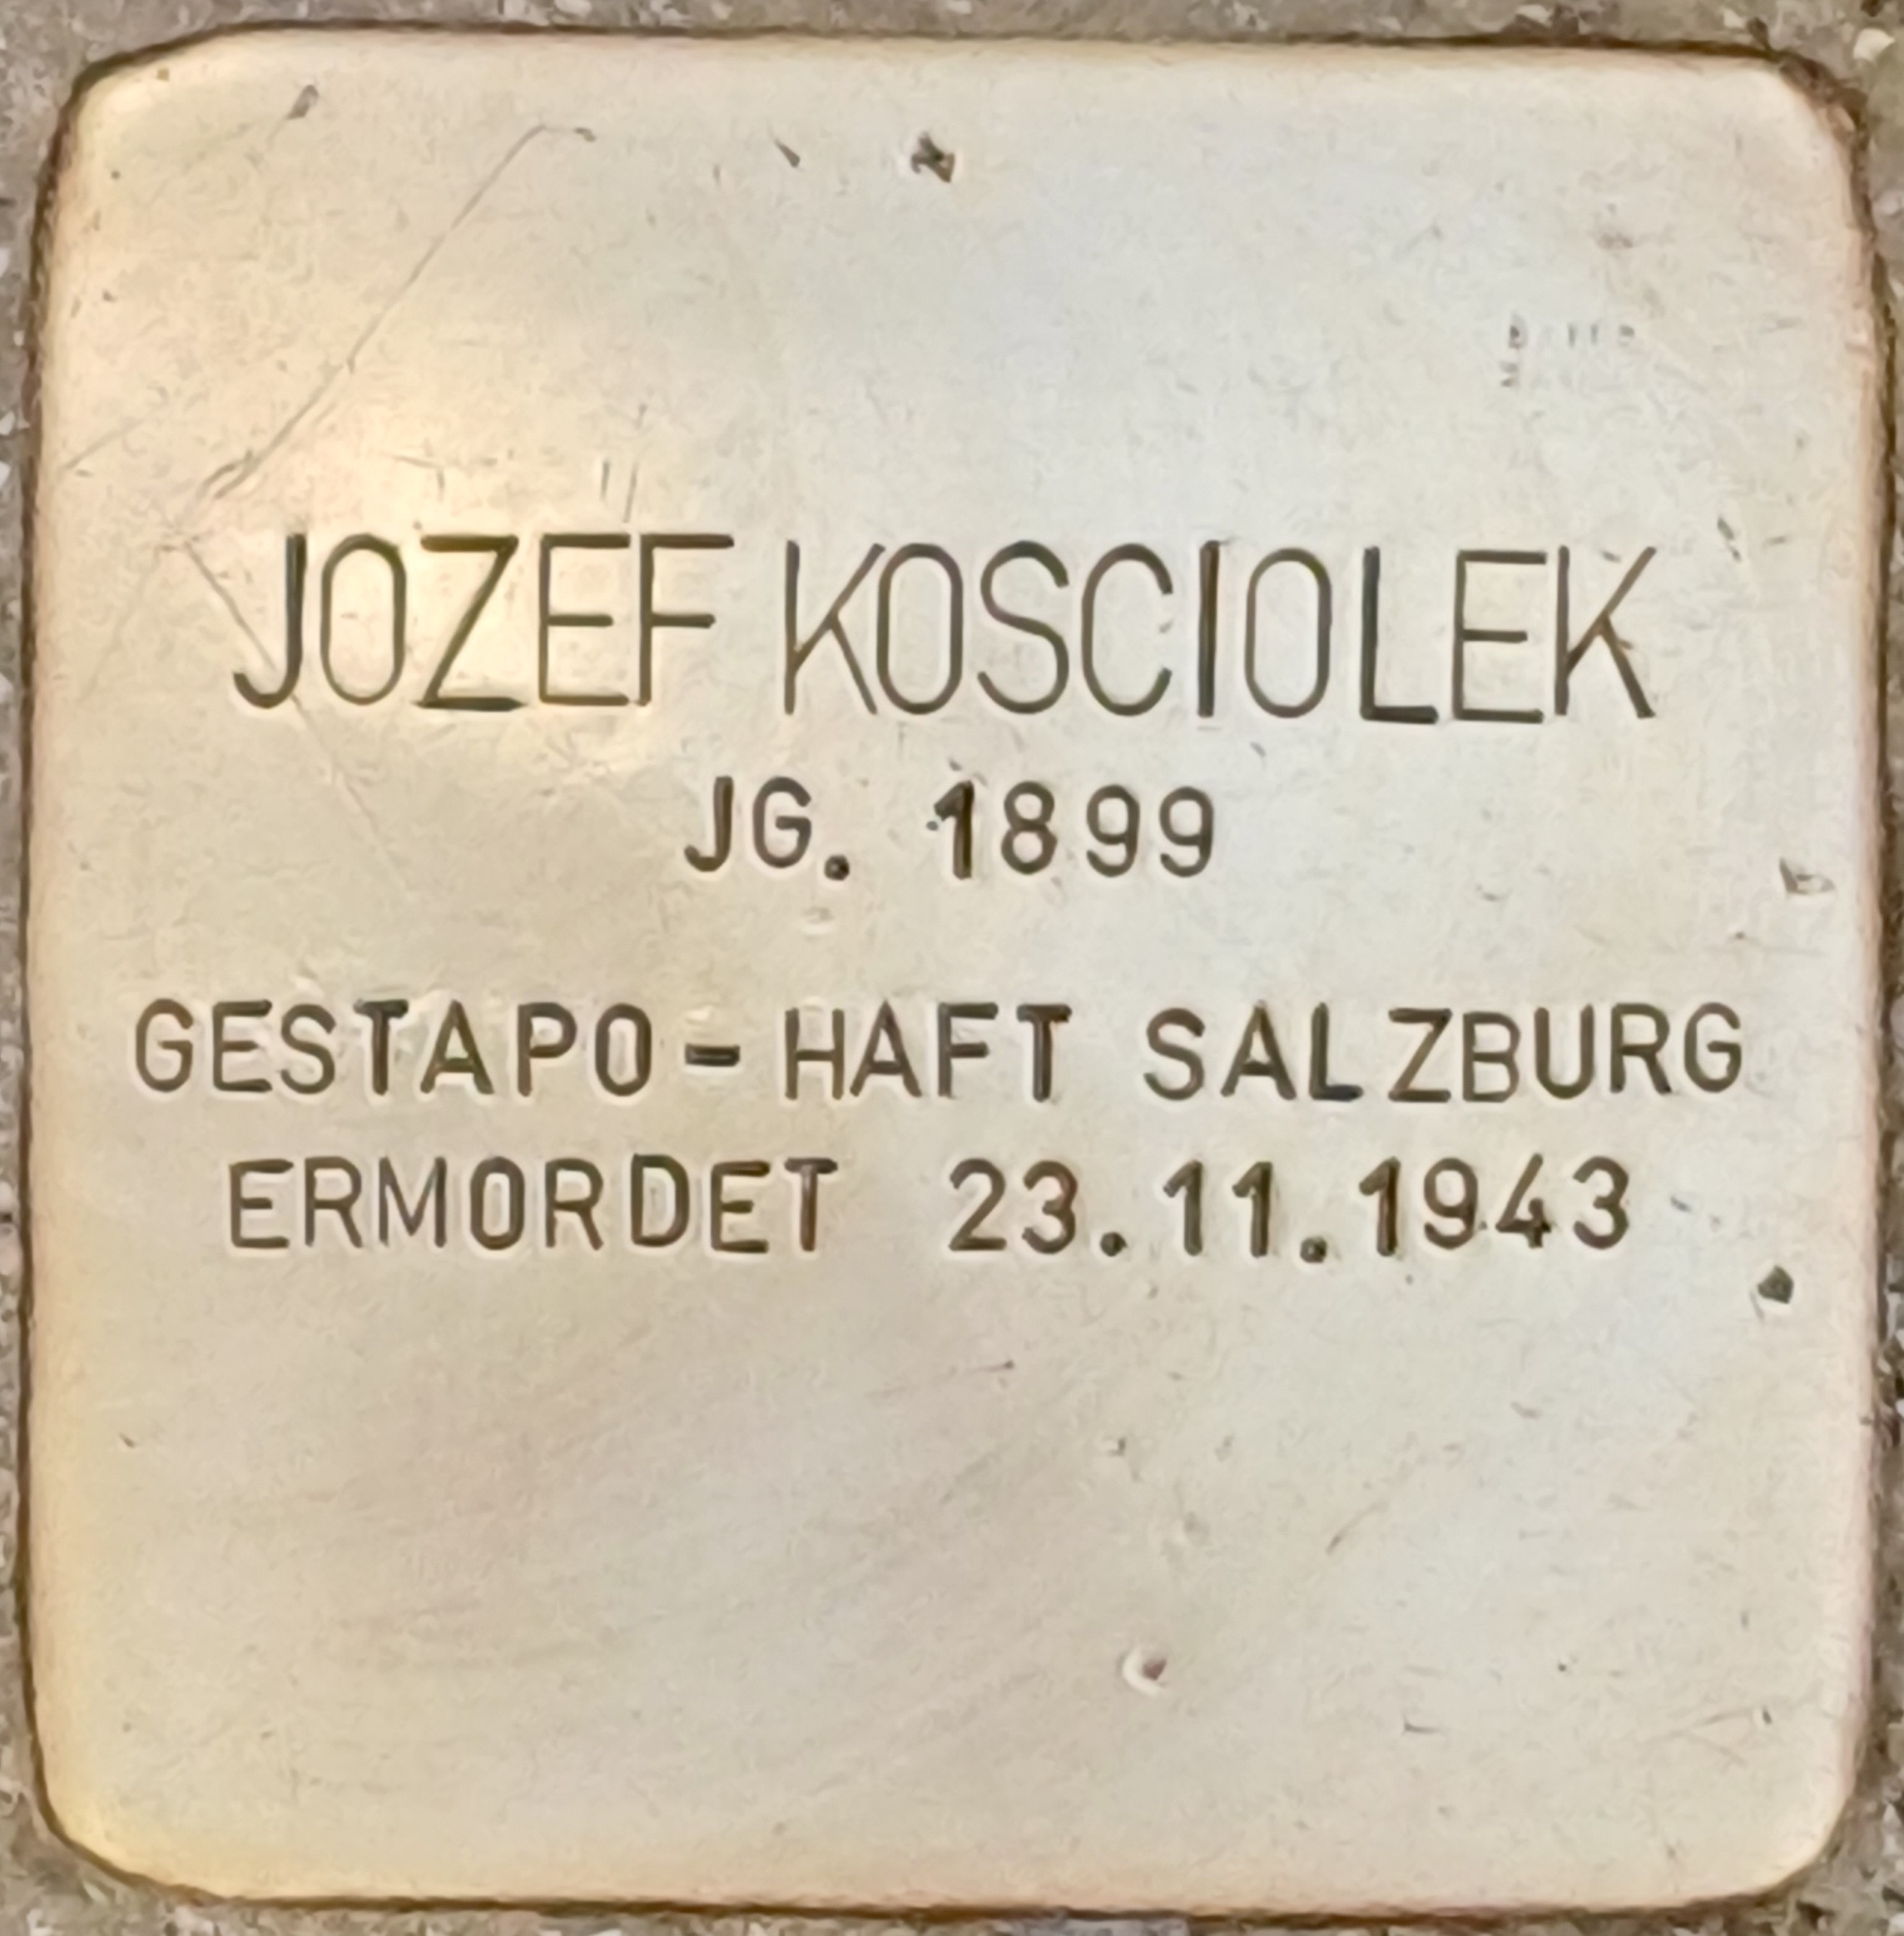 JOZEF KOSCIOLEK
JG. 1899
GESTAPO-HAFT SALZBURG
ERMORDET 23.11.1943